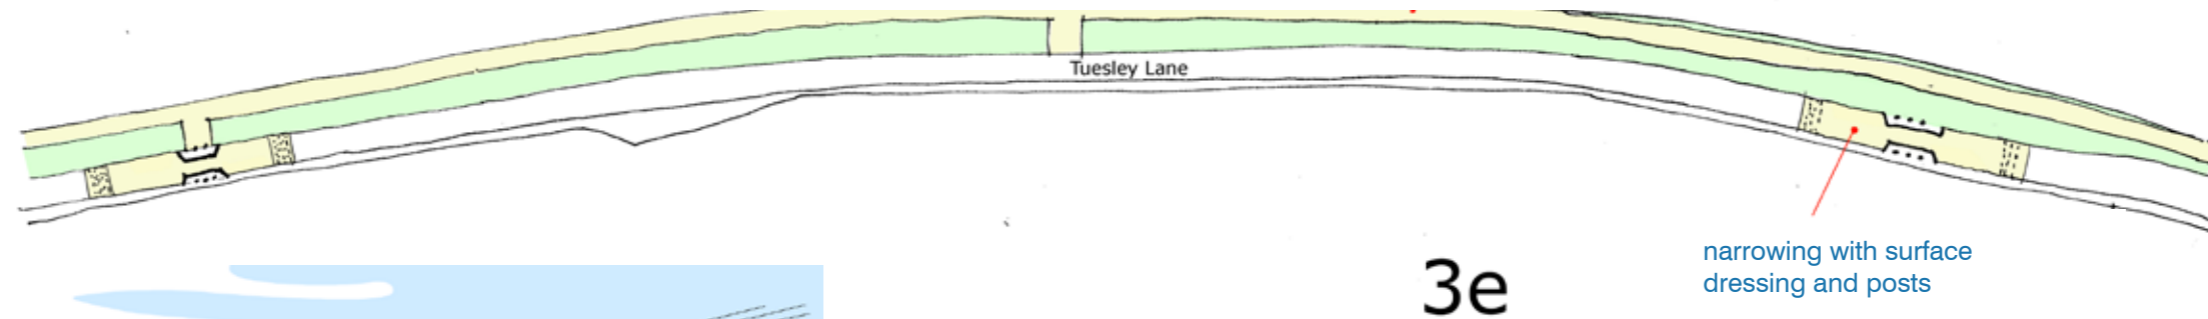 Tuesley Lane
narrowing with surface
dressing and posts
3e